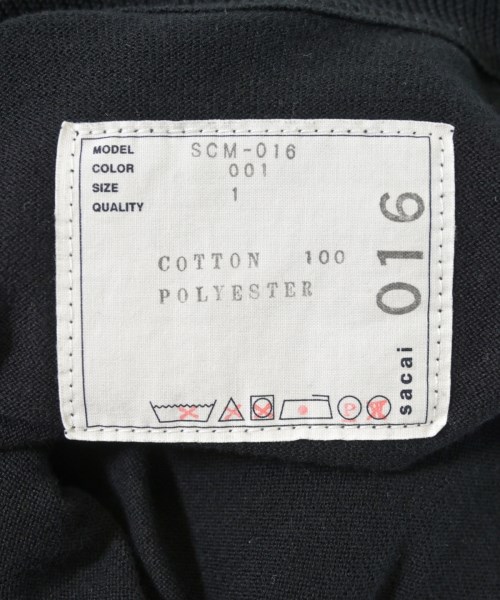 MODEL SCM-016
COLOR 001
SIZE 1
QUALITY
COTTON 100
POLYESTER
016
sacai
P